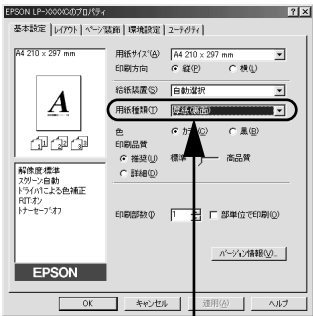 EPSON LP-XXXXCのプロパティ
基本設定 レイアウト ページ装飾 環境設定 ユーティリティ
A4 210 x 297 mm
用紙サイズ(A) A4 210 x 297 mm
印刷方向 縦(P) 横(L)
給紙装置(S) 自動選択
用紙種類(T) 厚紙(裏面)
色 カラー(C) 黒(B)
印刷品質
推奨(U) 標準 高品質
詳細(D)
解像度:標準
スクリーン:自動
ドライバによる色補正
RIT:オン
トナーセーブ:オフ
印刷部数(I) 1 部単位で印刷(O)
バージョン情報(V)...
EPSON
OK キャンセル 適用(A) ヘルプ